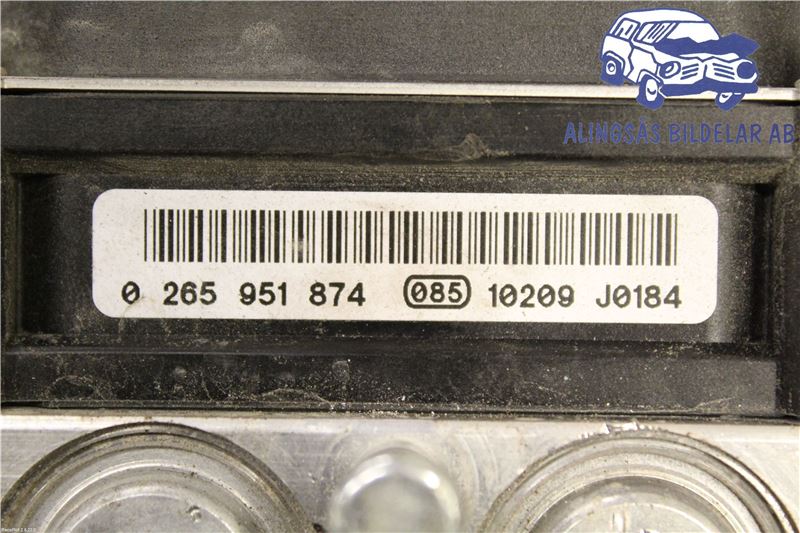 ALINGSÅS BILDELAR AB
0 265 951 874 085 10209 J0184